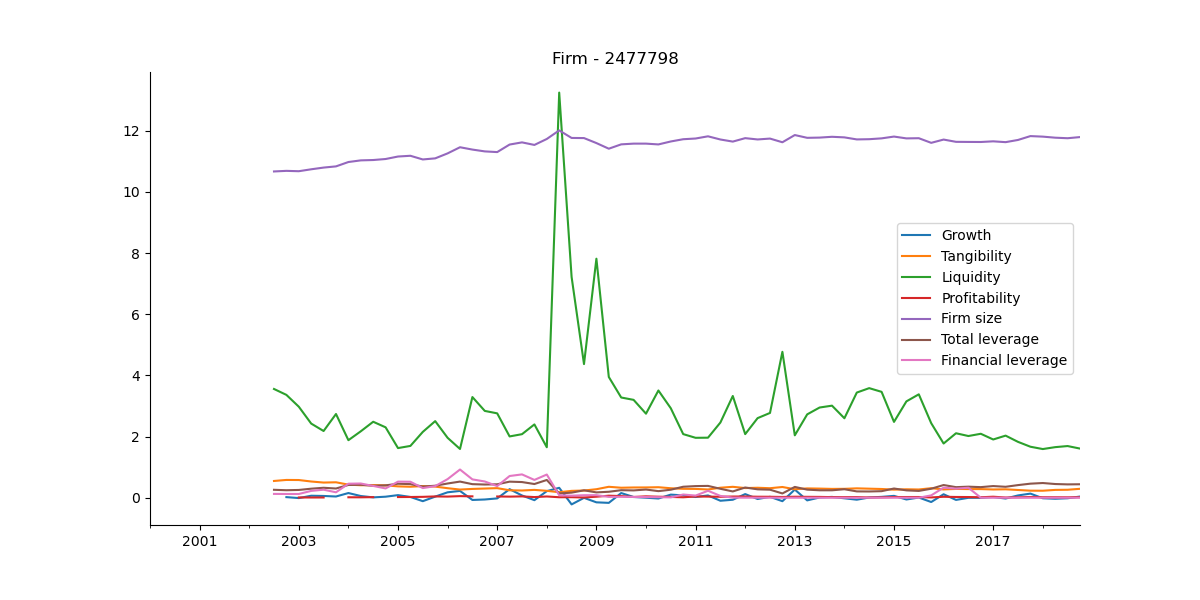 Firm - 2477798
12
10
8
6
4
2
0
Growth
Tangibility
Liquidity
Profitability
Firm size
Total leverage
Financial leverage
2001 2003 2005 2007 2009 2011 2013 2015 2017